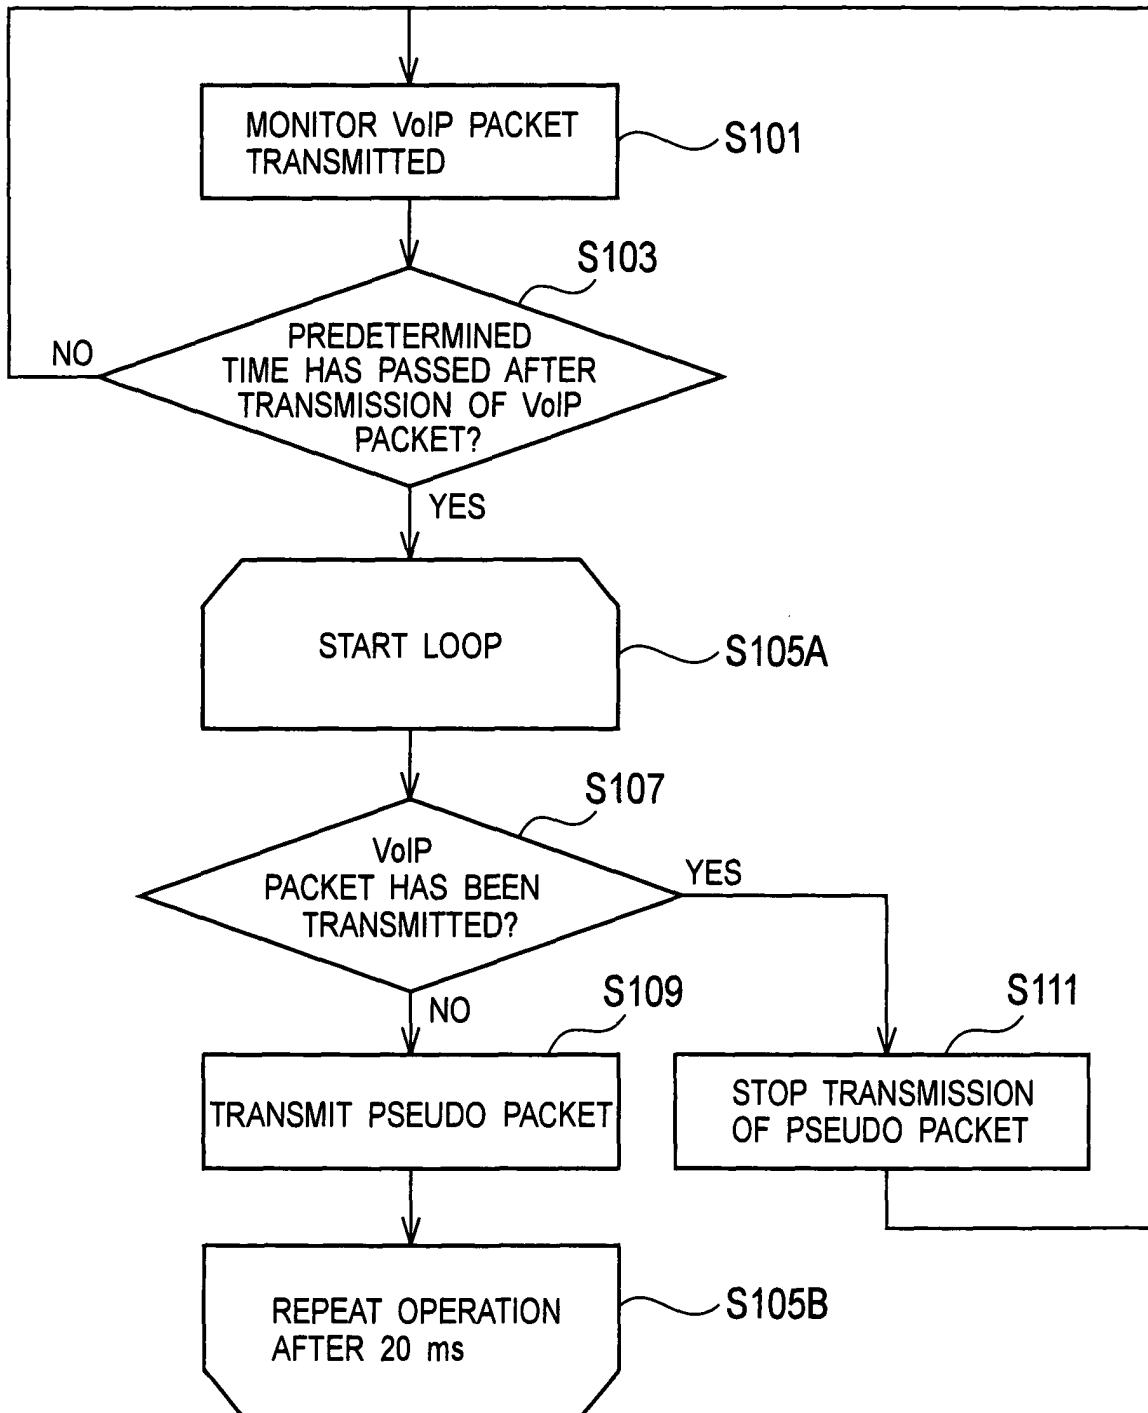 MONITOR VoIP PACKET
TRANSMITTED
S101
S103
PREDETERMINED
TIME HAS PASSED AFTER
TRANSMISSION OF VoIP
PACKET?
NO
YES
START LOOP
S105A
S107
VoIP
PACKET HAS BEEN
TRANSMITTED?
YES
NO
S109
TRANSMIT PSEUDO PACKET
S111
STOP TRANSMISSION
OF PSEUDO PACKET
REPEAT OPERATION
AFTER 20 ms
S105B